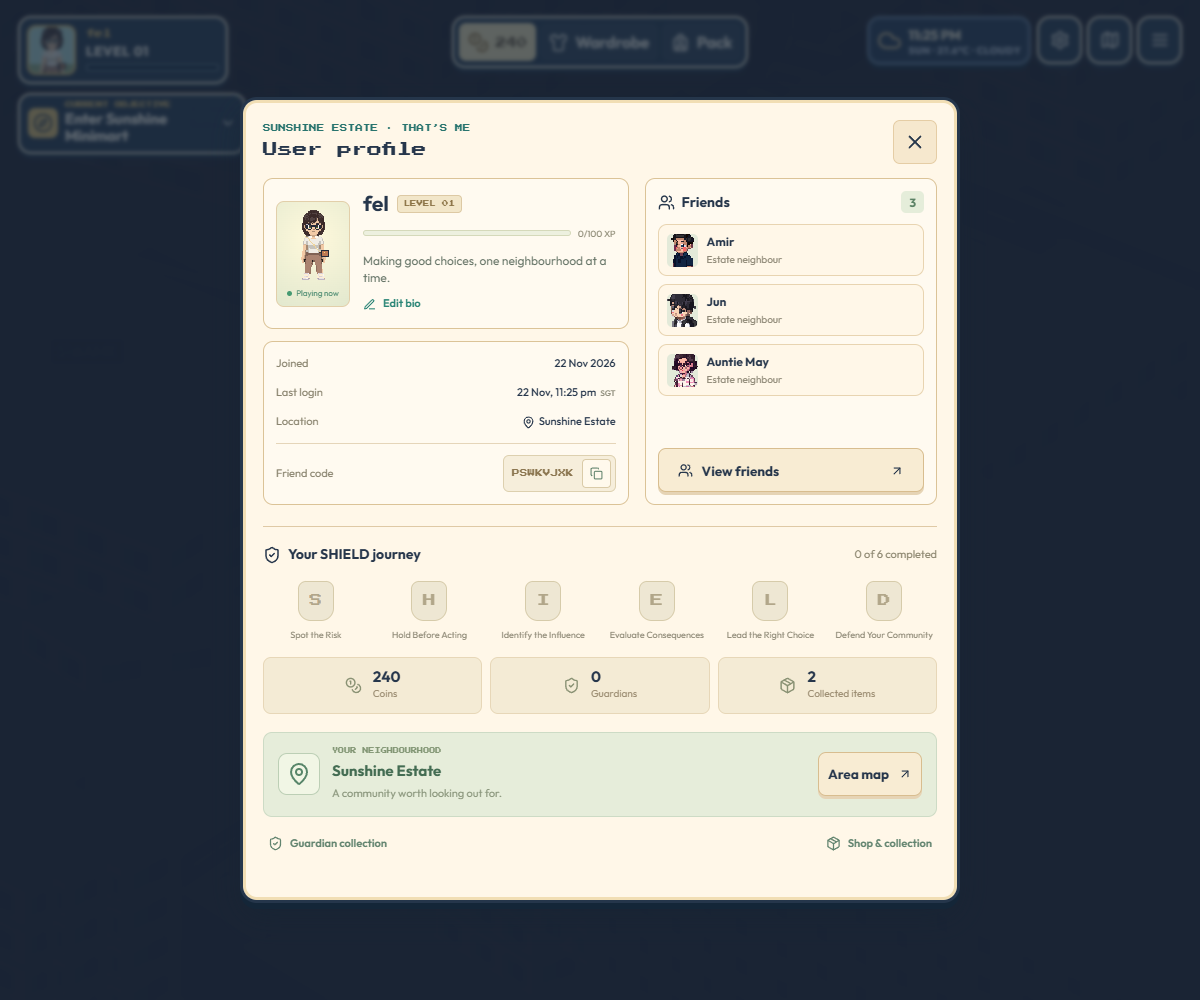 fel
LEVEL 01
240
Wardrobe
Pack
11:25 PM
Enter Sunshine
Minimart
SUNSHINE ESTATE · THAT'S ME
User profile
fel
LEVEL 01
0/100 XP
Making good choices, one neighbourhood at a
time.
Playing now
Edit bio
Joined
22 Nov 2026
Last login
22 Nov, 11:25 pm SGT
Location
Sunshine Estate
Friend code
PSWKVJXK
Friends
3
Amir
Estate neighbour
Jun
Estate neighbour
Auntie May
Estate neighbour
View friends
Your SHIELD journey
0 of 6 completed
S
H
I
E
L
D
Spot the Risk
Hold Before Acting
Identify the Influence
Evaluate Consequences
Lead the Right Choice
Defend Your Community
240
Coins
0
Guardians
2
Collected items
YOUR NEIGHBOURHOOD
Sunshine Estate
A community worth looking out for.
Area map
Guardian collection
Shop & collection